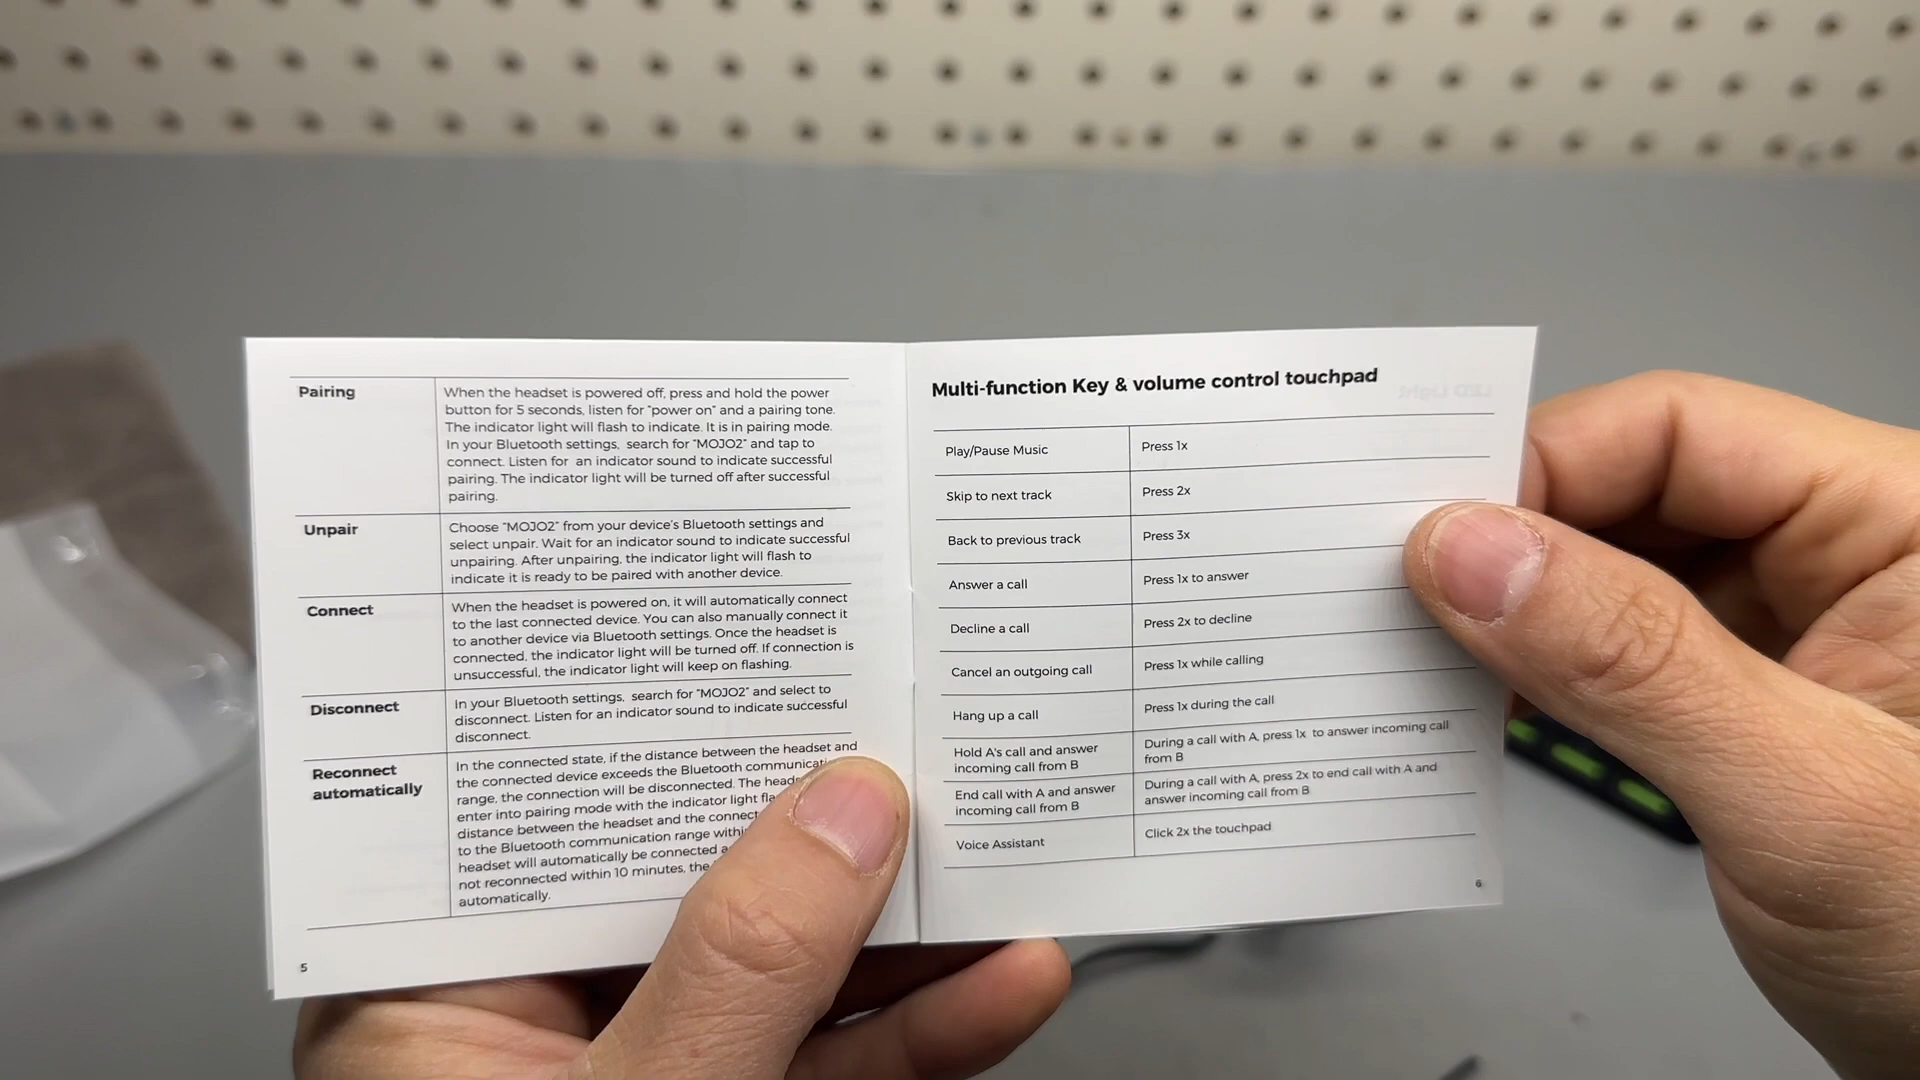 Pairing
When the headset is powered off, press and hold the power
button for 5 seconds, listen for "power on" and a pairing tone.
The indicator light will flash to indicate. It is in pairing mode.
In your Bluetooth settings, search for "MOJO2" and tap to
connect. Listen for an indicator sound to indicate successful
pairing. The indicator light will be turned off after successful
pairing.
Unpair
Choose "MOJO2" from your device's Bluetooth settings and
select unpair. Wait for an indicator sound to indicate successful
unpairing. After unpairing, the indicator light will flash to
indicate it is ready to be paired with another device.
Connect
When the headset is powered on, it will automatically connect
to the last connected device. You can also manually connect it
to another device via Bluetooth settings. Once the headset is
connected, the indicator light will be turned off. If connection is
unsuccessful, the indicator light will keep on flashing.
Disconnect
In your Bluetooth settings, search for "MOJO2" and select to
disconnect. Listen for an indicator sound to indicate successful
disconnect.
Reconnect
automatically
In the connected state, if the distance between the headset and
the connected device exceeds the Bluetooth
range, the connection will be disconnected. The
enter into pairing mode with the indicator light
distance between the headset and the
to the Bluetooth communication range
headset will automatically be connected
not reconnected within 10 minutes, the
automatically.
5
Multi-function Key & volume control touchpad
Play/Pause Music
Press 1x
Skip to next track
Press 2x
Back to previous track
Press 3x
Answer a call
Press 1x to answer
Decline a call
Press 2x to decline
Cancel an outgoing call
Press 1x while calling
Hang up a call
Press 1x during the call
Hold A's call and answer
incoming call from B
During a call with A, press 1x to answer incoming call
from B
End call with A and answer
incoming call from B
During a call with A, press 2x to end call with A and
answer incoming call from B
Voice Assistant
Click 2x the touchpad
6